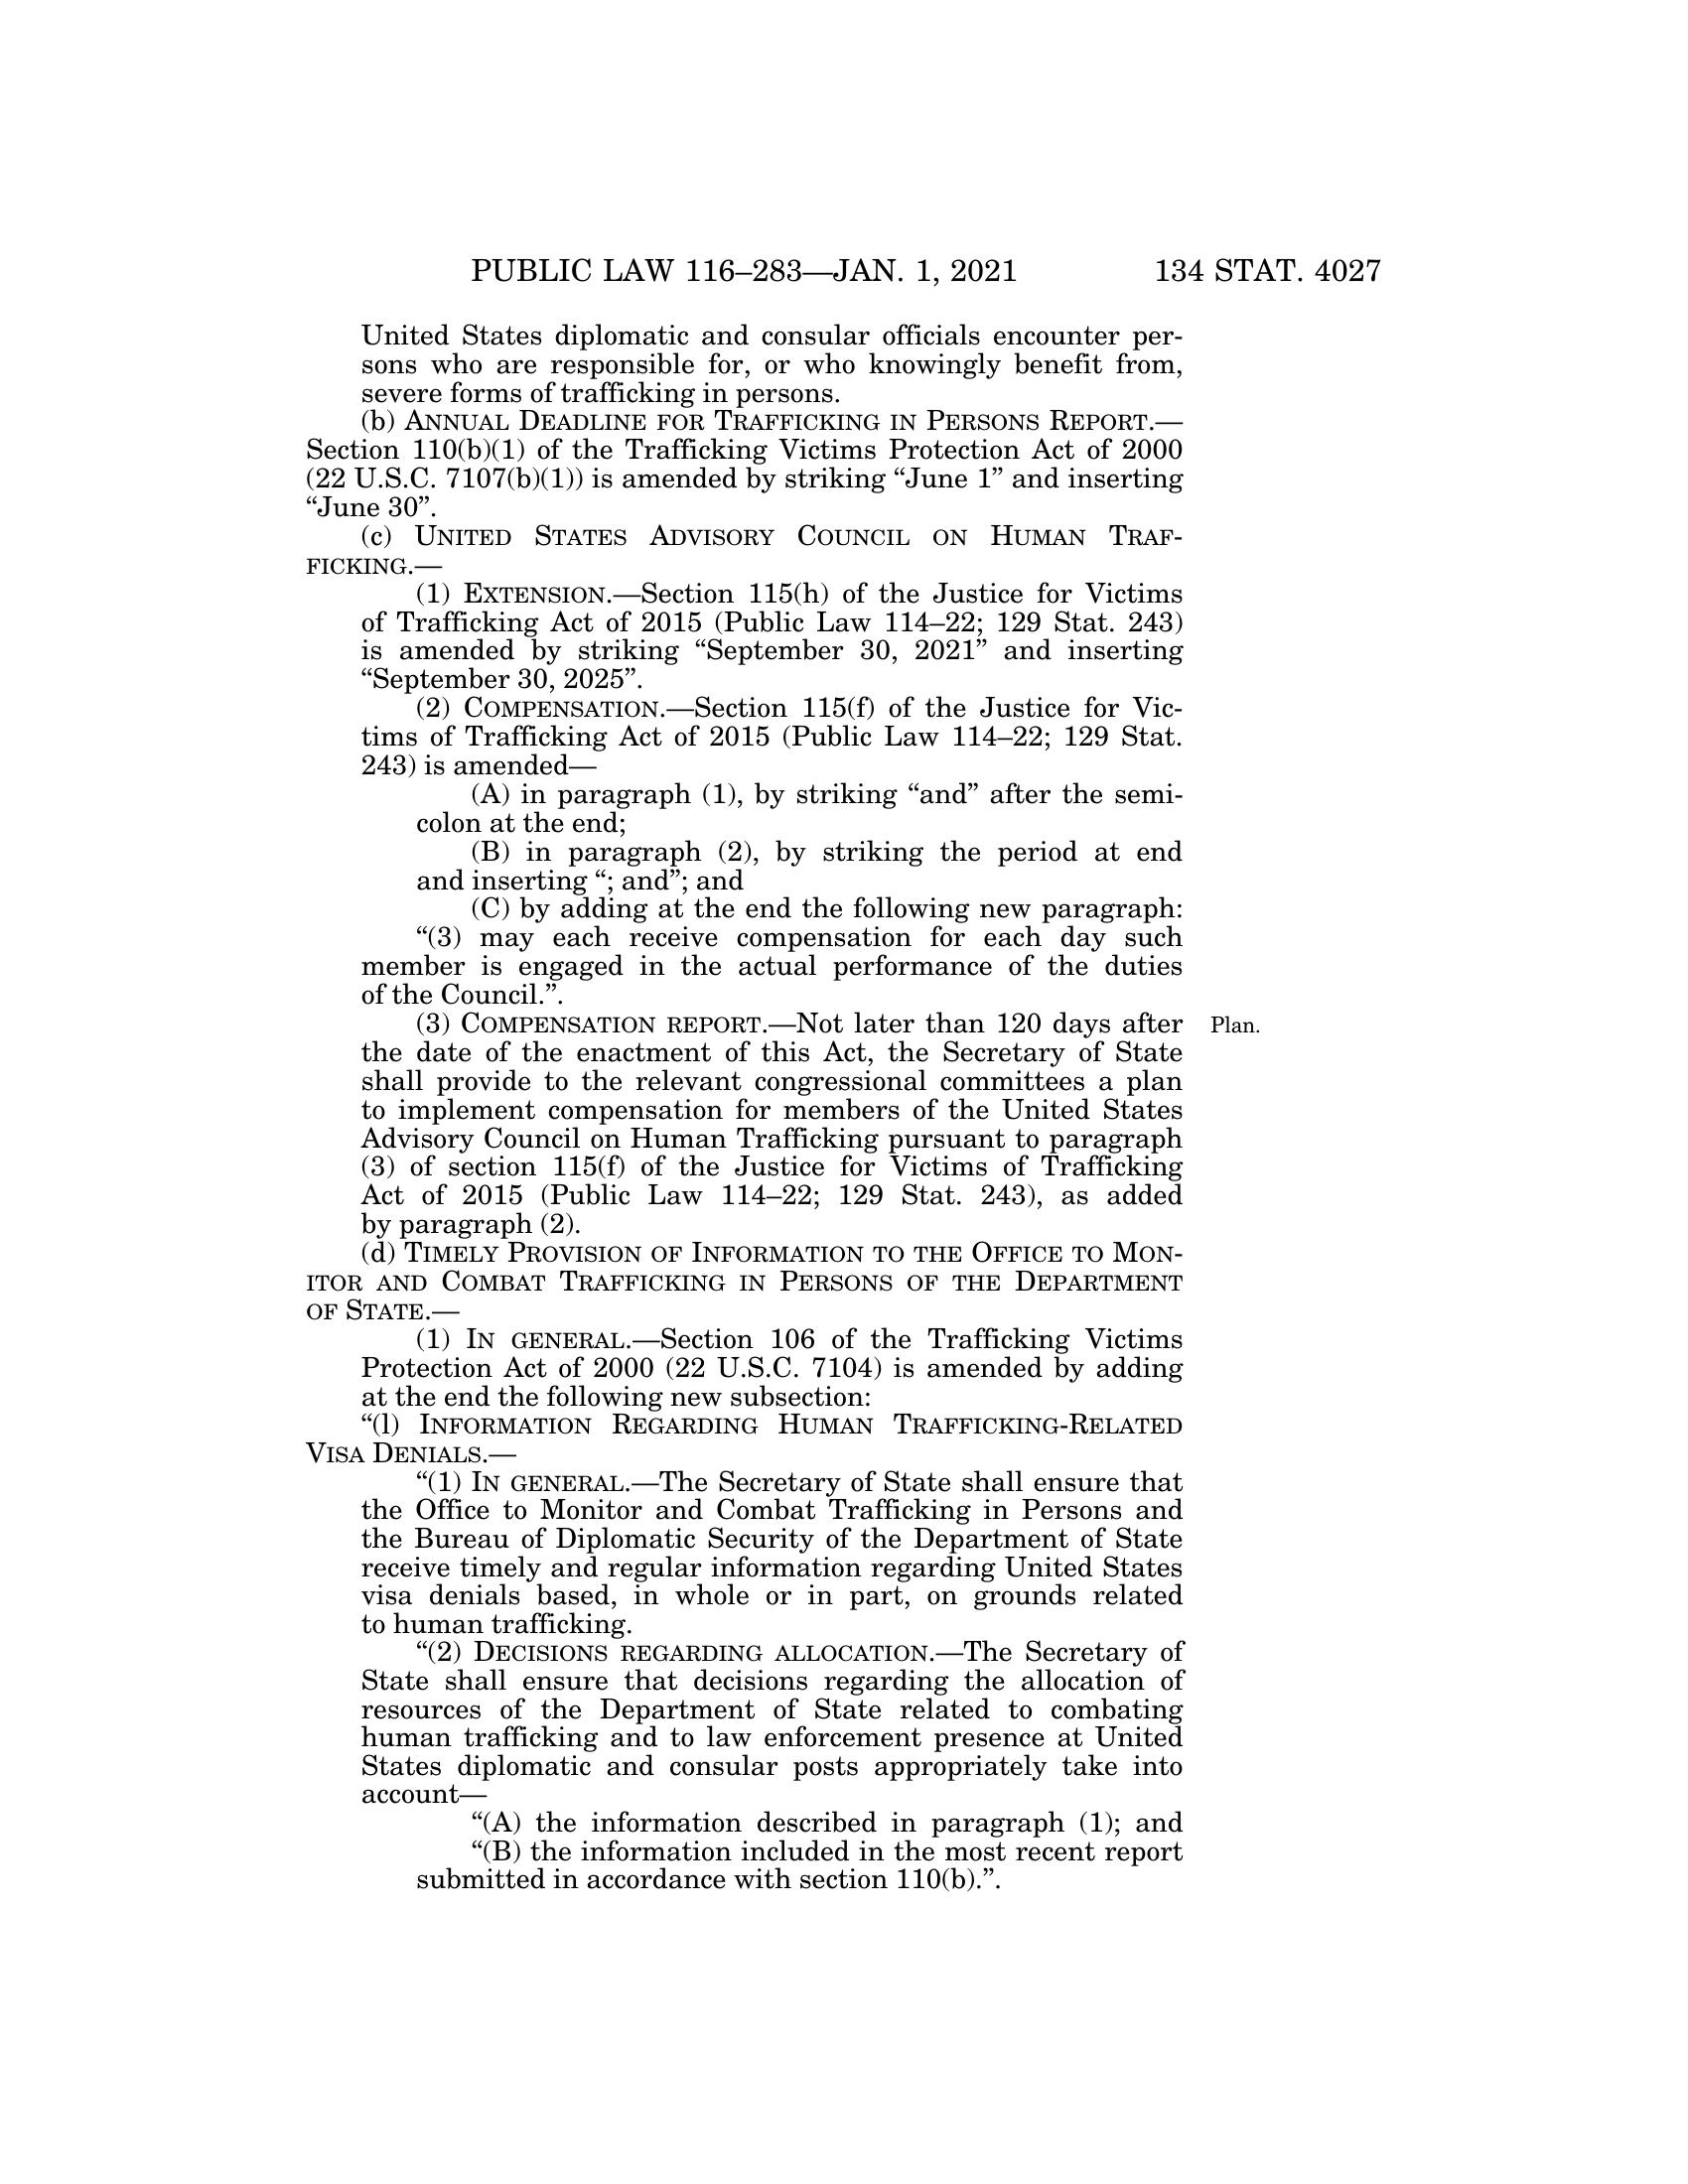 PUBLIC LAW 116–283—JAN. 1, 2021 134 STAT. 4027
United States diplomatic and consular officials encounter per-
sons who are responsible for, or who knowingly benefit from,
severe forms of trafficking in persons.
(b) ANNUAL DEADLINE FOR TRAFFICKING IN PERSONS REPORT.—
Section 110(b)(1) of the Trafficking Victims Protection Act of 2000
(22 U.S.C. 7107(b)(1)) is amended by striking “June 1” and inserting
“June 30”.
(c) UNITED STATES ADVISORY COUNCIL ON HUMAN TRAF-
FICKING.—
(1) EXTENSION.—Section 115(h) of the Justice for Victims
of Trafficking Act of 2015 (Public Law 114–22; 129 Stat. 243)
is amended by striking “September 30, 2021” and inserting
“September 30, 2025”.
(2) COMPENSATION.—Section 115(f) of the Justice for Vic-
tims of Trafficking Act of 2015 (Public Law 114–22; 129 Stat.
243) is amended—
(A) in paragraph (1), by striking “and” after the semi-
colon at the end;
(B) in paragraph (2), by striking the period at end
and inserting “; and”; and
(C) by adding at the end the following new paragraph:
“(3) may each receive compensation for each day such
member is engaged in the actual performance of the duties
of the Council.”.
(3) COMPENSATION REPORT.—Not later than 120 days after Plan.
the date of the enactment of this Act, the Secretary of State
shall provide to the relevant congressional committees a plan
to implement compensation for members of the United States
Advisory Council on Human Trafficking pursuant to paragraph
(3) of section 115(f) of the Justice for Victims of Trafficking
Act of 2015 (Public Law 114–22; 129 Stat. 243), as added
by paragraph (2).
(d) TIMELY PROVISION OF INFORMATION TO THE OFFICE TO MON-
ITOR AND COMBAT TRAFFICKING IN PERSONS OF THE DEPARTMENT
OF STATE.—
(1) IN GENERAL.—Section 106 of the Trafficking Victims
Protection Act of 2000 (22 U.S.C. 7104) is amended by adding
at the end the following new subsection:
“(l) INFORMATION REGARDING HUMAN TRAFFICKING-RELATED
VISA DENIALS.—
“(1) IN GENERAL.—The Secretary of State shall ensure that
the Office to Monitor and Combat Trafficking in Persons and
the Bureau of Diplomatic Security of the Department of State
receive timely and regular information regarding United States
visa denials based, in whole or in part, on grounds related
to human trafficking.
“(2) DECISIONS REGARDING ALLOCATION.—The Secretary of
State shall ensure that decisions regarding the allocation of
resources of the Department of State related to combating
human trafficking and to law enforcement presence at United
States diplomatic and consular posts appropriately take into
account—
“(A) the information described in paragraph (1); and
“(B) the information included in the most recent report
submitted in accordance with section 110(b).”.